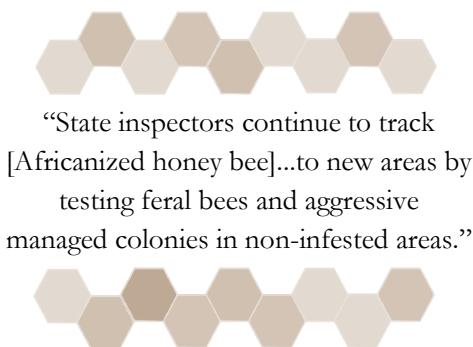 “State inspectors continue to track
[Africanized honey bee]...to new areas by
testing feral bees and aggressive
managed colonies in non-infested areas.”